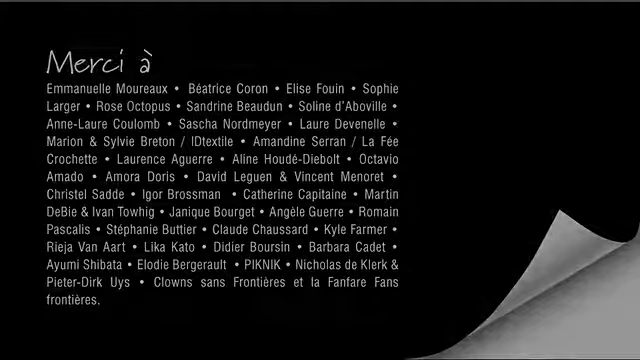 Merci à
Emmanuelle Moureaux • Béatrice Coron • Elise Fouin • Sophie
Larger • Rose Octopus • Sandrine Beaudun • Soline d'Aboville •
Anne-Laure Coulomb • Sascha Nordmeyer • Laure Devenelle •
Marion & Sylvie Breton / IDtextile • Amandine Serran / La Fée
Crochette • Laurence Aguerre • Aline Houdé-Diebolt • Octavio
Amado • Amora Doris • David Leguen & Vincent Menoret •
Christel Sadde • Igor Brossman • Catherine Capitaine • Martin
DeBie & Ivan Towhig • Janique Bourget • Angèle Guerre • Romain
Pascalis • Stéphanie Buttier • Claude Chaussard • Kyle Farmer •
Rieja Van Aart • Lika Kato • Didier Boursin • Barbara Cadet •
Ayumi Shibata • Elodie Bergerault • PIKNIK • Nicholas de Klerk &
Pieter-Dirk Uys • Clowns sans Frontières et la Fanfare Fans
frontières.